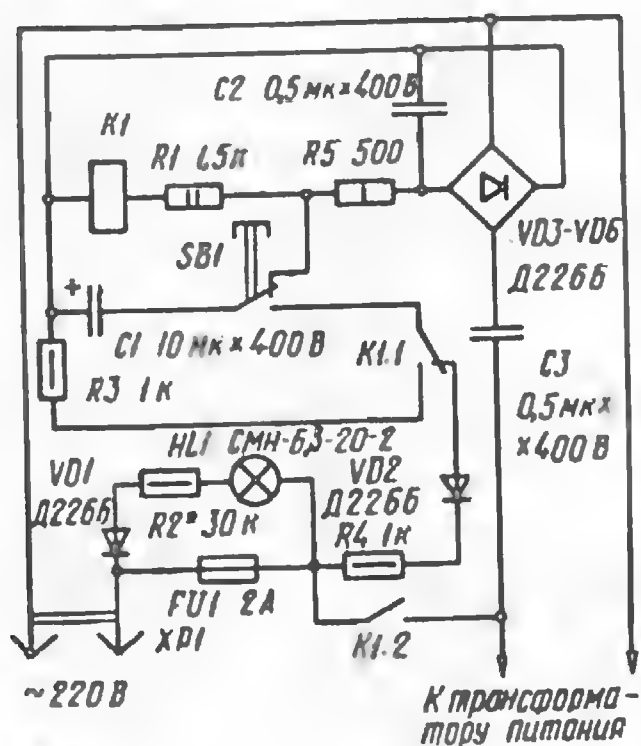 C2 0,5мк×400В
K1
R1 1,5к
R5 500
SB1
VD3-VD6
Д226Б
+
C1 10мк×400В
K1.1
C3
0,5мк×
×400В
R3 1к
HL1 СМН-6,3-20-2
VD1
Д226Б
VD2
Д226Б
R2* 30к
R4 1к
FU1 2А
XP1
K1.2
~220В
К трансформа-
тору питания